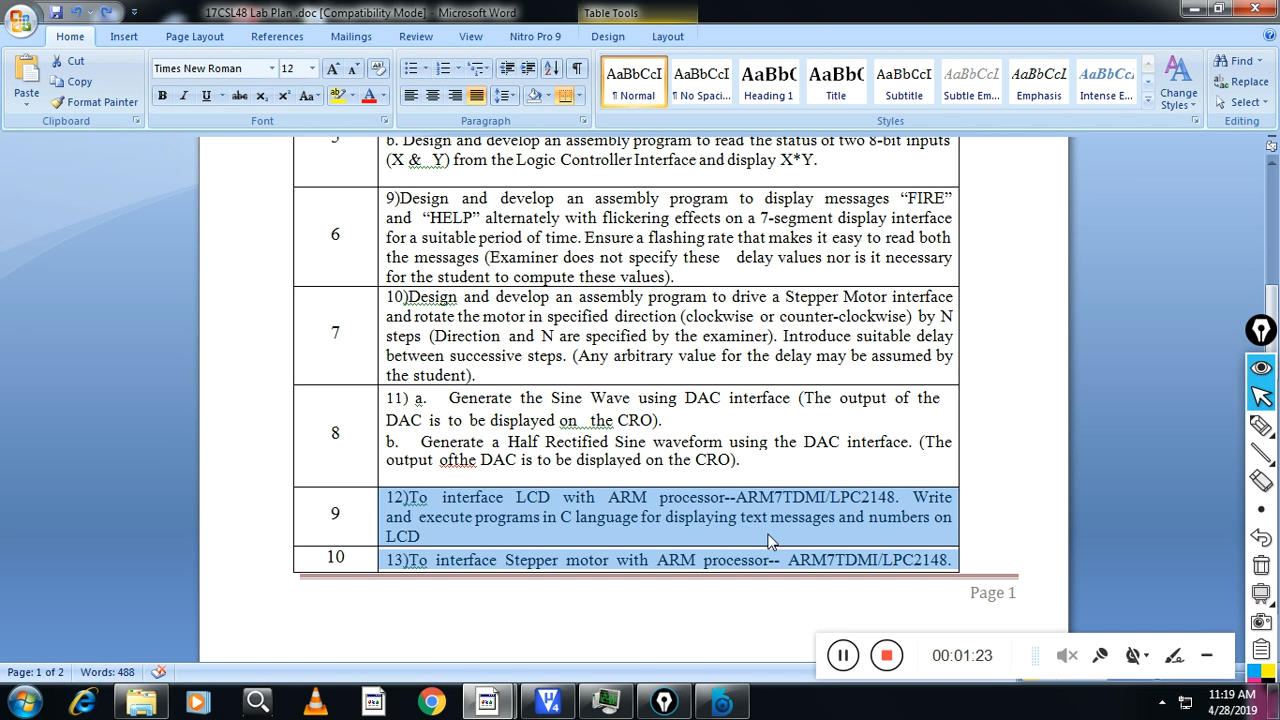 17CSL48 Lab Plan .doc [Compatibility Mode] - Microsoft Word
Table Tools
Home Insert Page Layout References Mailings Review View Nitro Pro 9 Design Layout
Paste
Cut
Copy
Format Painter
Times New Roman 12
AaBbCcI AaBbCcI AaBbC AaBbC AaBbCcI AaBbCcI AaBbCcI AaBbCcI
¶ Normal ¶ No Spaci... Heading 1 Title Subtitle Subtle Em... Emphasis Intense E...
Change Styles
Find
Replace
Select
Clipboard Font Paragraph Styles Editing
5
b. Design and develop an assembly program to read the status of two 8-bit inputs
(X & Y) from the Logic Controller Interface and display X*Y.
6
9)Design and develop an assembly program to display messages “FIRE”
and “HELP” alternately with flickering effects on a 7-segment display interface
for a suitable period of time. Ensure a flashing rate that makes it easy to read both
the messages (Examiner does not specify these delay values nor is it necessary
for the student to compute these values).
7
10)Design and develop an assembly program to drive a Stepper Motor interface
and rotate the motor in specified direction (clockwise or counter-clockwise) by N
steps (Direction and N are specified by the examiner). Introduce suitable delay
between successive steps. (Any arbitrary value for the delay may be assumed by
the student).
8
11) a. Generate the Sine Wave using DAC interface (The output of the
DAC is to be displayed on the CRO).
b. Generate a Half Rectified Sine waveform using the DAC interface. (The
output ofthe DAC is to be displayed on the CRO).
9
12)To interface LCD with ARM processor--ARM7TDMI/LPC2148. Write
and execute programs in C language for displaying text messages and numbers on
LCD
10
13)To interface Stepper motor with ARM processor-- ARM7TDMI/LPC2148.
Page 1
00:01:23
Page: 1 of 2 Words: 488
11:19 AM
4/28/2019